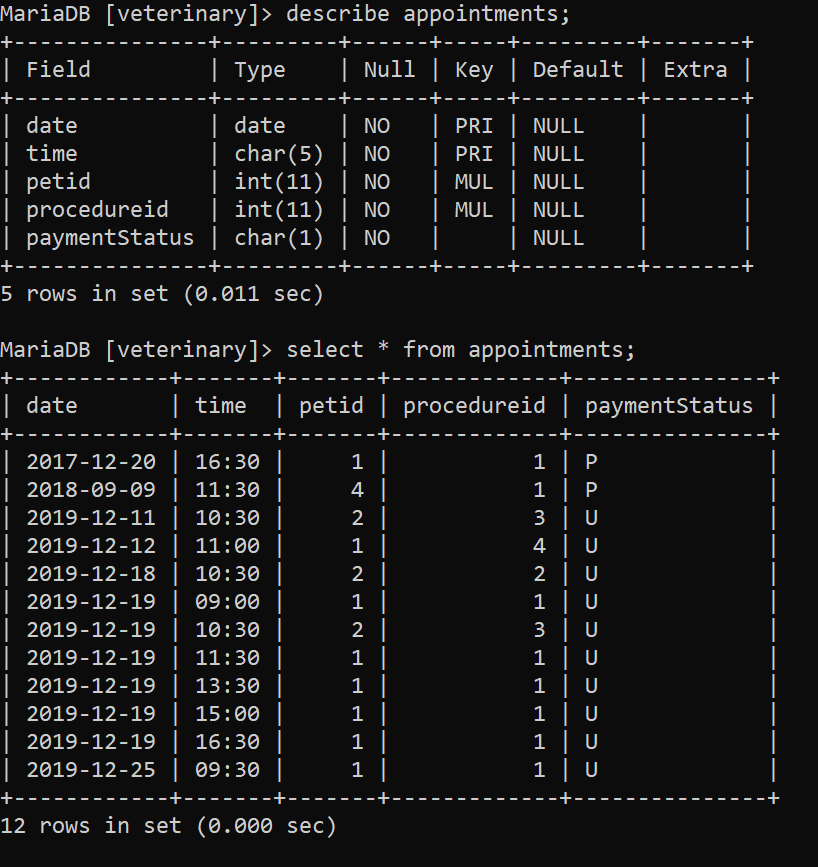 MariaDB [veterinary]> describe appointments;
+---------------+---------+------+-----+---------+-------+
| Field         | Type    | Null | Key | Default | Extra |
+---------------+---------+------+-----+---------+-------+
| date          | date    | NO   | PRI | NULL    |       |
| time          | char(5) | NO   | PRI | NULL    |       |
| petid         | int(11) | NO   | MUL | NULL    |       |
| procedureid   | int(11) | NO   | MUL | NULL    |       |
| paymentStatus | char(1) | NO   |     | NULL    |       |
+---------------+---------+------+-----+---------+-------+
5 rows in set (0.011 sec)

MariaDB [veterinary]> select * from appointments;
+------------+-------+-------+-------------+---------------+
| date       | time  | petid | procedureid | paymentStatus |
+------------+-------+-------+-------------+---------------+
| 2017-12-20 | 16:30 |     1 |           1 | P             |
| 2018-09-09 | 11:30 |     4 |           1 | P             |
| 2019-12-11 | 10:30 |     2 |           3 | U             |
| 2019-12-12 | 11:00 |     1 |           4 | U             |
| 2019-12-18 | 10:30 |     2 |           2 | U             |
| 2019-12-19 | 09:00 |     1 |           1 | U             |
| 2019-12-19 | 10:30 |     2 |           3 | U             |
| 2019-12-19 | 11:30 |     1 |           1 | U             |
| 2019-12-19 | 13:30 |     1 |           1 | U             |
| 2019-12-19 | 15:00 |     1 |           1 | U             |
| 2019-12-19 | 16:30 |     1 |           1 | U             |
| 2019-12-25 | 09:30 |     1 |           1 | U             |
+------------+-------+-------+-------------+---------------+
12 rows in set (0.000 sec)